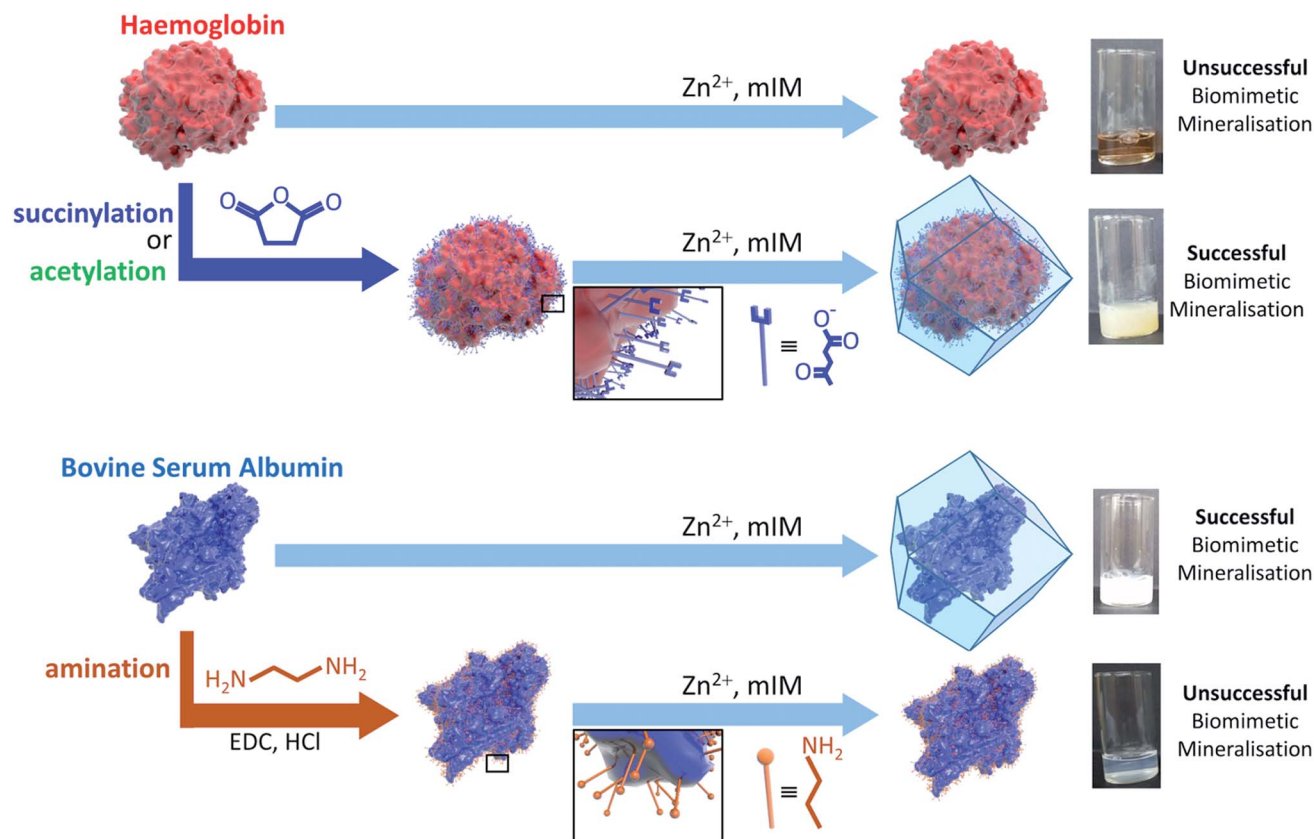 Haemoglobin
Zn²⁺, mIM
Unsuccessful
Biomimetic
Mineralisation
succinylation
or
acetylation
O
O
O
Zn²⁺, mIM
≡
O⁻
O
O
Successful
Biomimetic
Mineralisation
Bovine Serum Albumin
Zn²⁺, mIM
Successful
Biomimetic
Mineralisation
amination
H₂N
NH₂
EDC, HCl
Zn²⁺, mIM
≡
NH₂
Unsuccessful
Biomimetic
Mineralisation